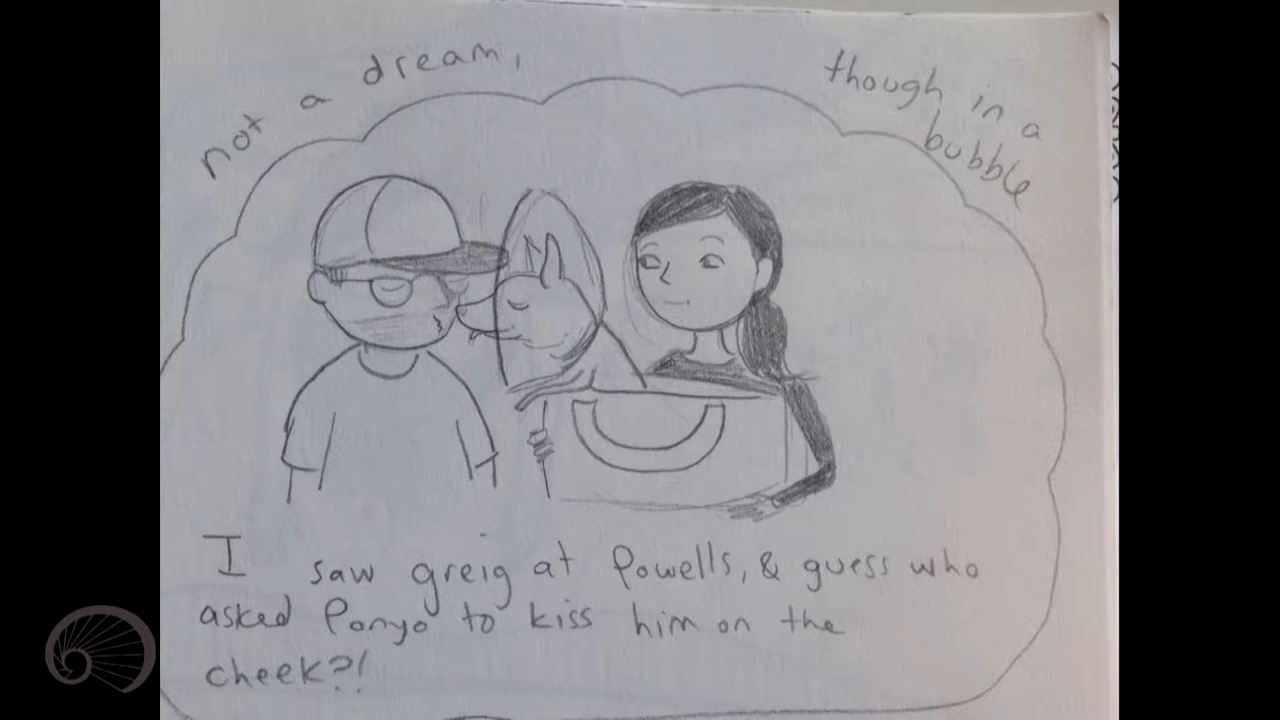 not a dream,
though in a
bubble
I saw greig at Powells, & guess who
asked Ponyo to kiss him on the
cheek?!